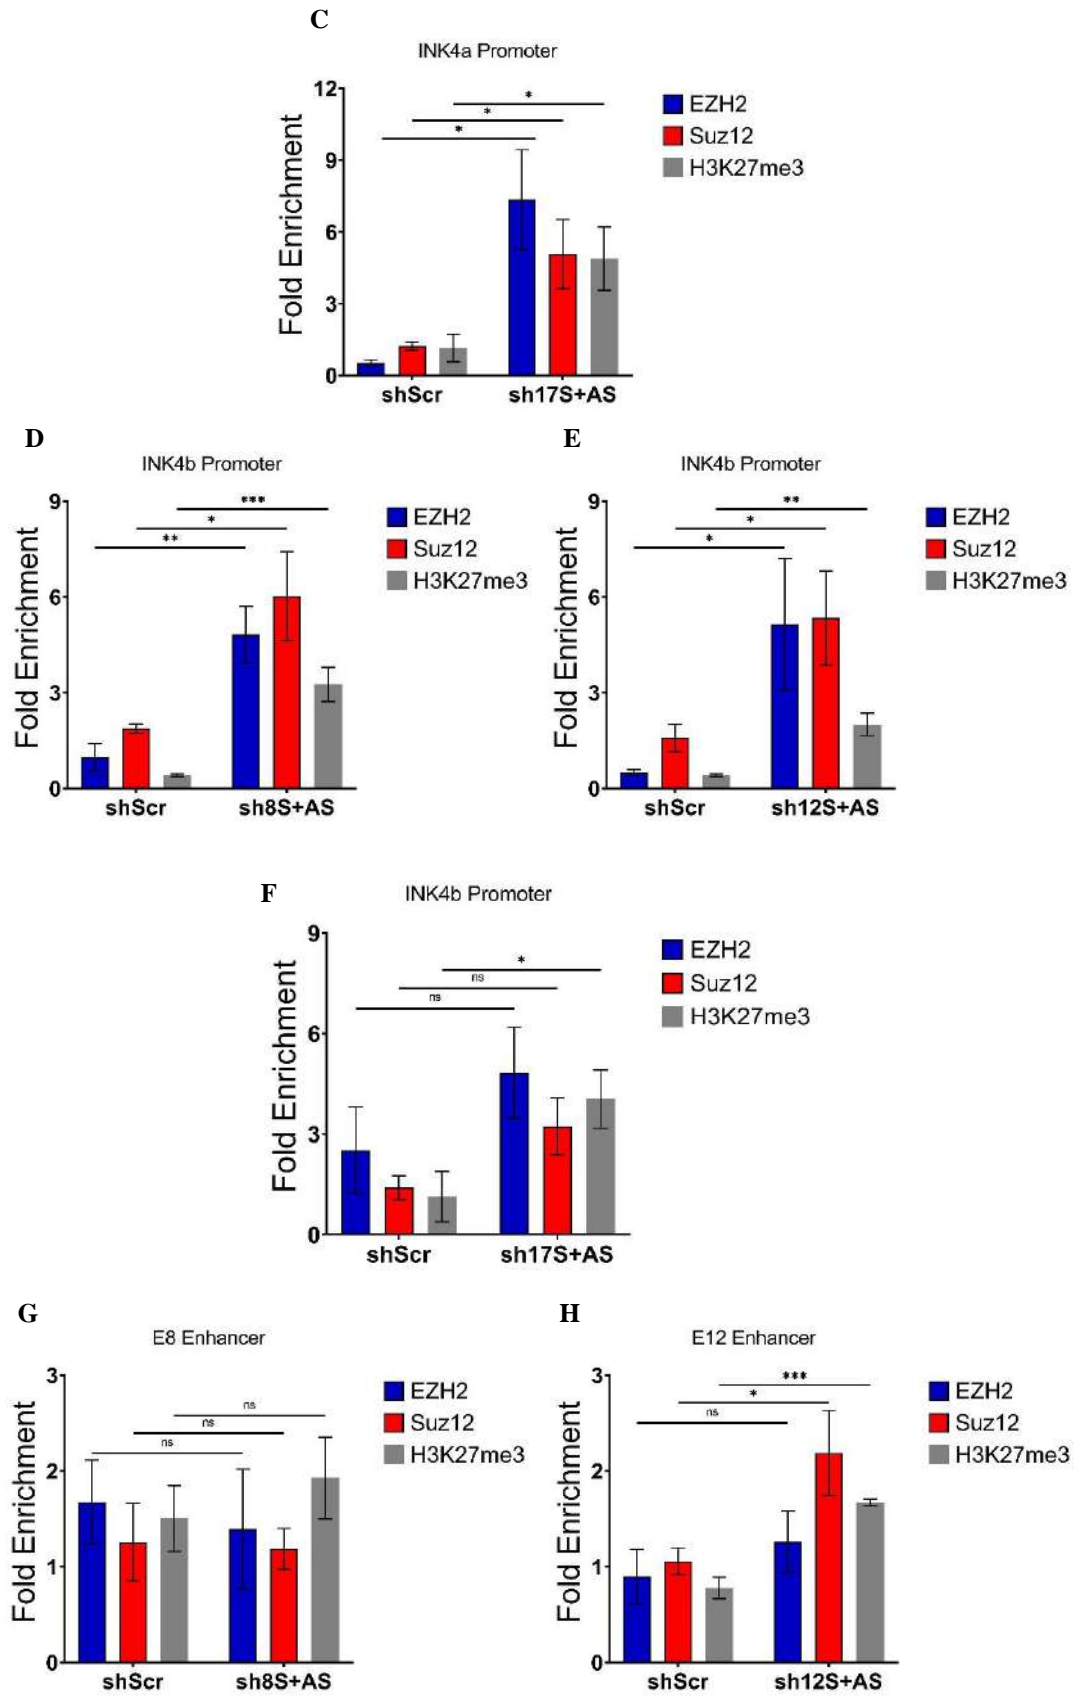 C
INK4a Promoter
12
9
6
3
0
Fold Enrichment
*
*
*
EZH2
Suz12
H3K27me3
shScr
sh17S+AS
D
INK4b Promoter
9
6
3
0
Fold Enrichment
***
*
**
EZH2
Suz12
H3K27me3
shScr
sh8S+AS
E
INK4b Promoter
9
6
3
0
Fold Enrichment
**
*
*
EZH2
Suz12
H3K27me3
shScr
sh12S+AS
F
INK4b Promoter
9
6
3
0
Fold Enrichment
*
ns
ns
EZH2
Suz12
H3K27me3
shScr
sh17S+AS
G
E8 Enhancer
3
2
1
0
Fold Enrichment
ns
ns
ns
EZH2
Suz12
H3K27me3
shScr
sh8S+AS
H
E12 Enhancer
3
2
1
0
Fold Enrichment
***
*
ns
EZH2
Suz12
H3K27me3
shScr
sh12S+AS